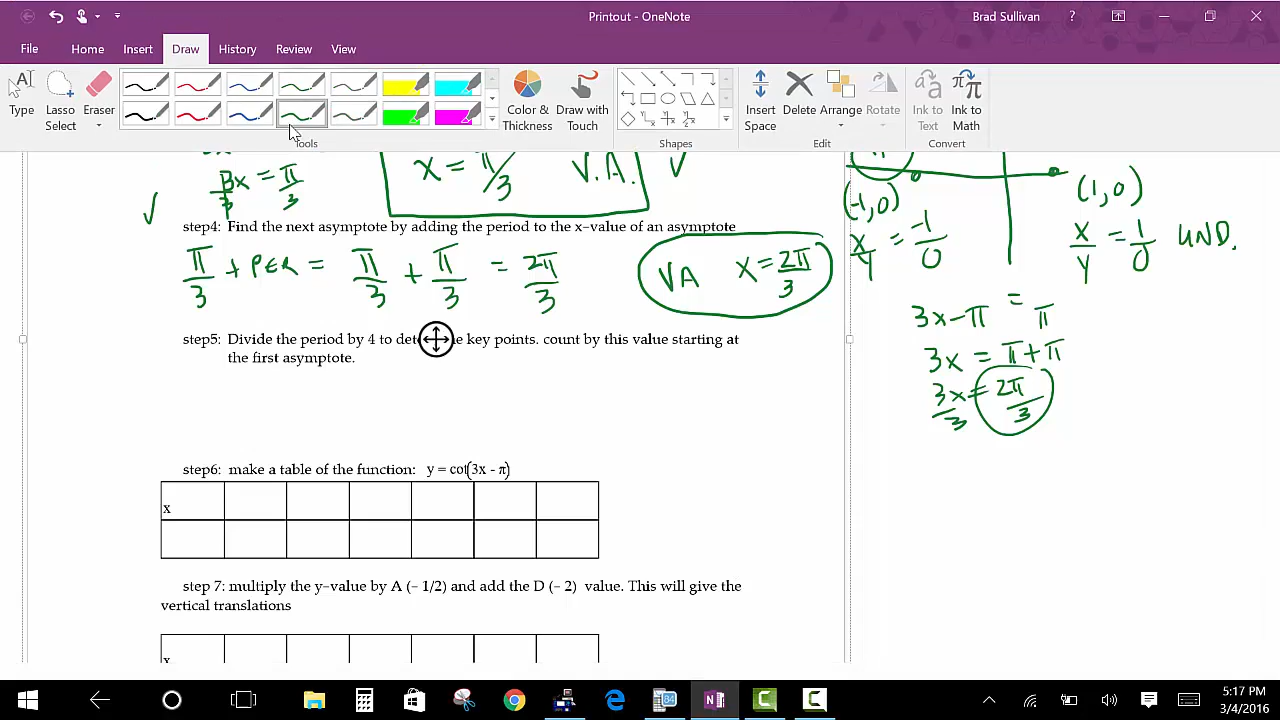 Printout - OneNote
Brad Sullivan ?
File Home Insert Draw History Review View
Type
Lasso Select
Eraser
Color & Thickness
Draw with Touch
Insert Space
Delete Arrange Rotate
Ink to Text
Ink to Math
Tools Shapes Edit Convert
3x = π
3 3
x = π/3 V.A. ✓
✓
(-1, 0)
(1, 0)
x/y = -1/0
x/y = 1/0 UND.
step4: Find the next asymptote by adding the period to the x-value of an asymptote
π/3 + PER = π/3 + π/3 = 2π/3
VA x = 2π/3
3x-π = π
3x = π+π
3x = 2π
3 3
step5: Divide the period by 4 to dete e key points. count by this value starting at
the first asymptote.
step6: make a table of the function: y = cot(3x - π)
x
step 7: multiply the y-value by A (- 1/2) and add the D (- 2) value. This will give the
vertical translations
x
5:17 PM
3/4/2016